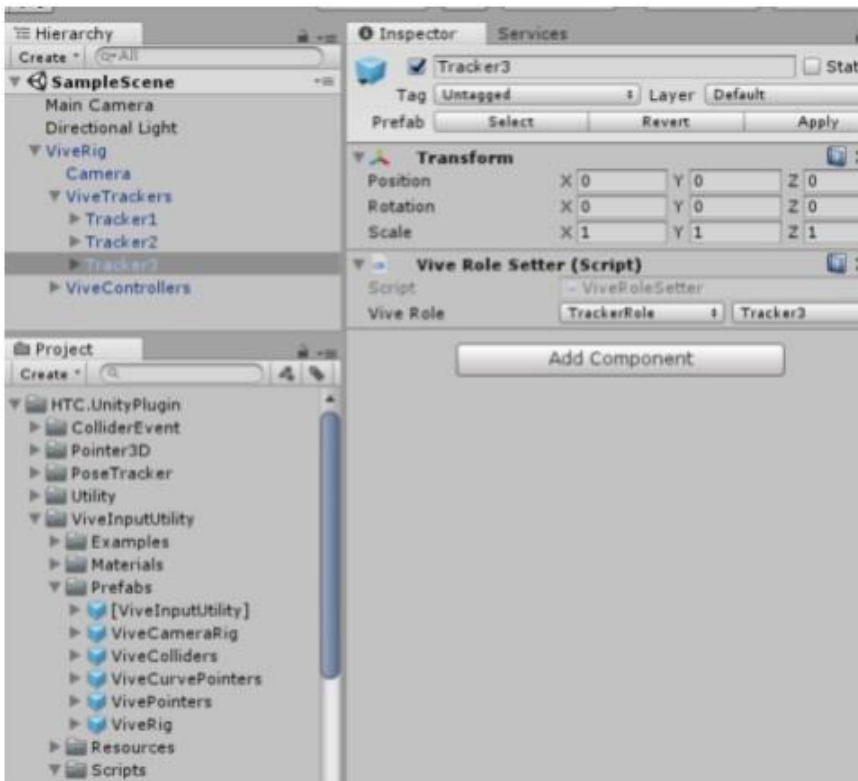 Hierarchy
Create
All
SampleScene
Main Camera
Directional Light
ViveRig
Camera
ViveTrackers
Tracker1
Tracker2
Tracker3
ViveControllers
Project
Create
HTC.UnityPlugin
ColliderEvent
Pointer3D
PoseTracker
Utility
ViveInputUtility
Examples
Materials
Prefabs
[ViveInputUtility]
ViveCameraRig
ViveColliders
ViveCurvePointers
VivePointers
ViveRig
Resources
Scripts
Inspector Services
Tracker3 Stat
Tag Untagged Layer Default
Prefab Select Revert Apply
Transform
Position X 0 Y 0 Z 0
Rotation X 0 Y 0 Z 0
Scale X 1 Y 1 Z 1
Vive Role Setter (Script)
Script ViveRoleSetter
Vive Role TrackerRole Tracker3
Add Component